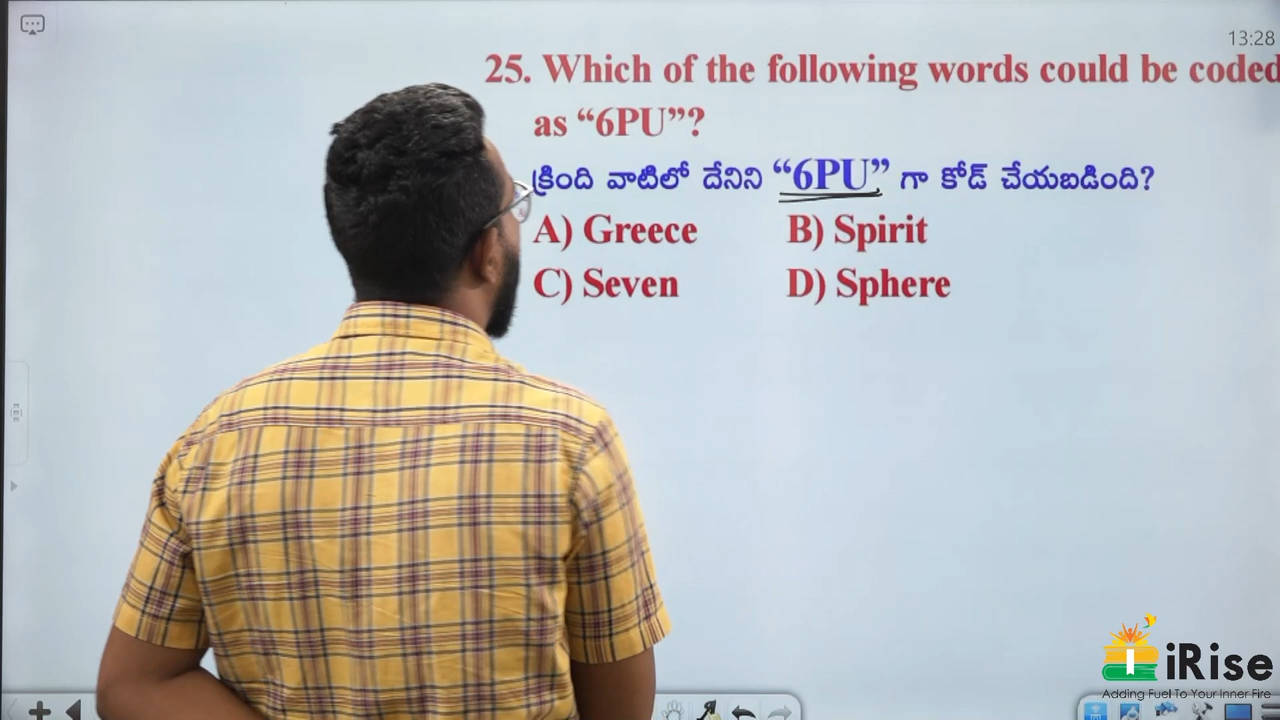 13:28
25. Which of the following words could be coded
as “6PU”?
క్రింది వాటిలో దేనిని “6PU” గా కోడ్ చేయబడింది?
A) Greece B) Spirit
C) Seven D) Sphere
iRise
Adding Fuel To Your Inner Fire